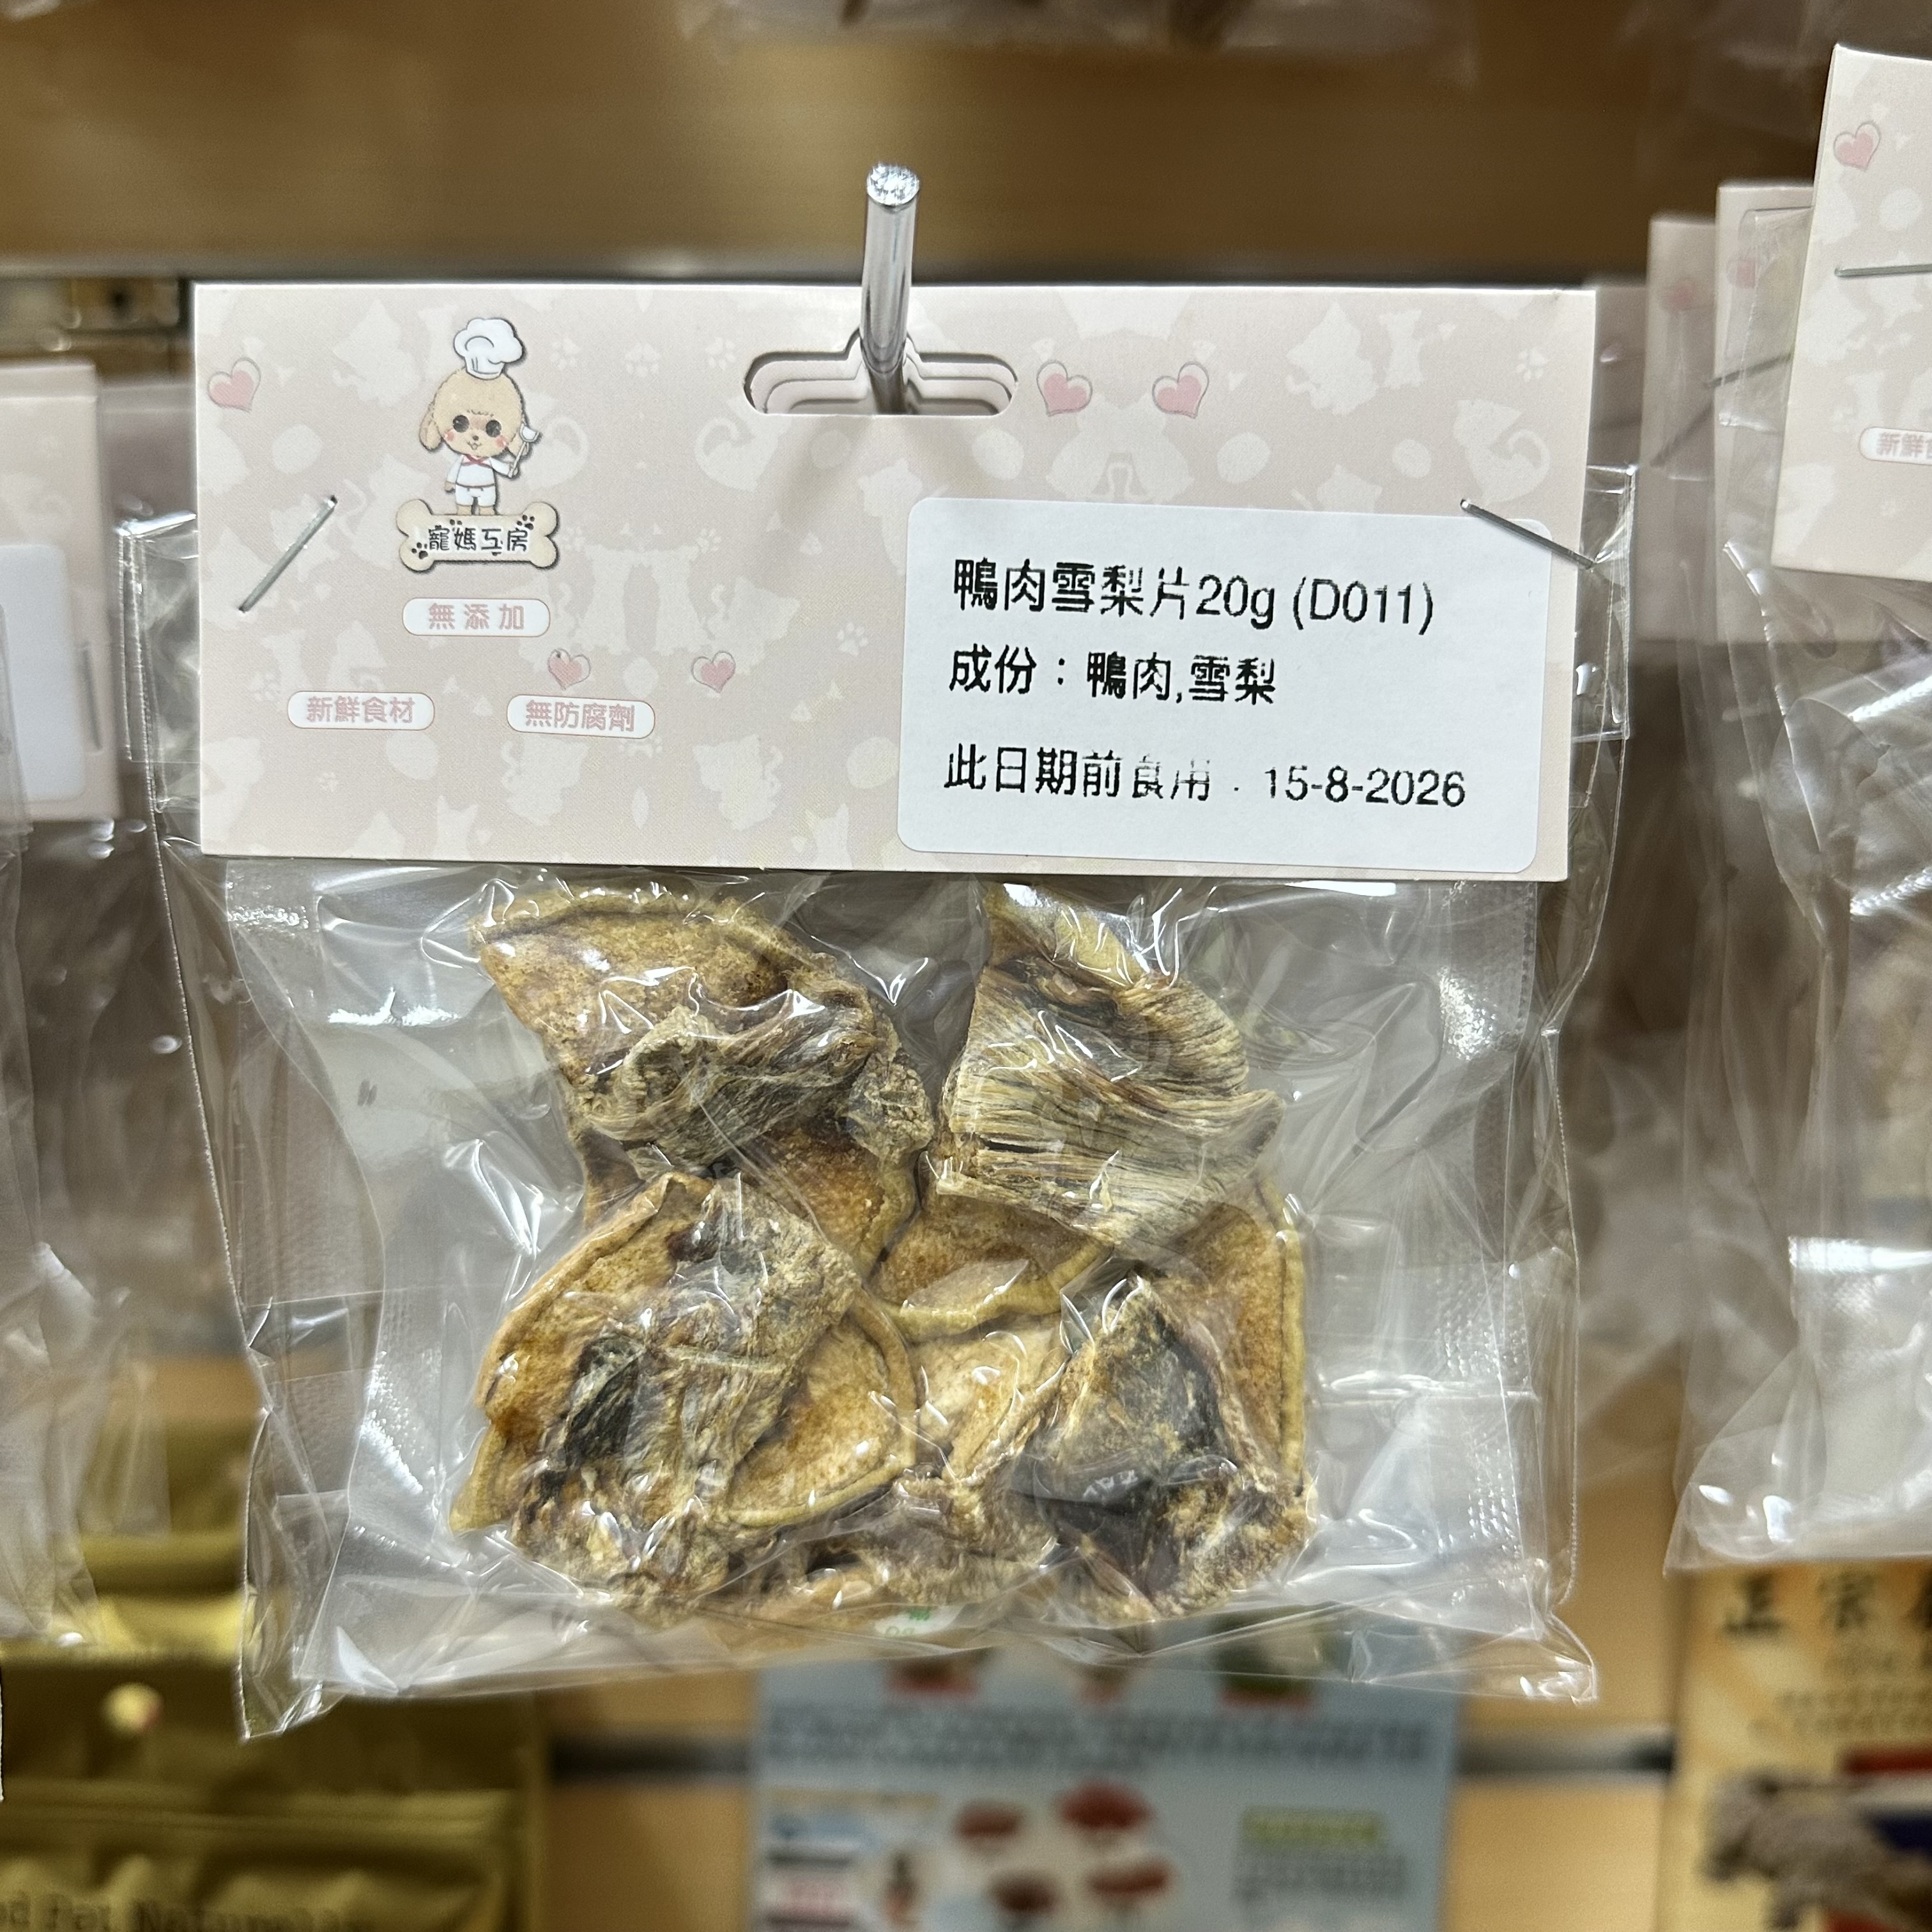 寵媽工房
無添加
新鮮食材
無防腐劑
鴨肉雪梨片20g (D011)
成份：鴨肉,雪梨
此日期前食用 : 15-8-2026
新鮮